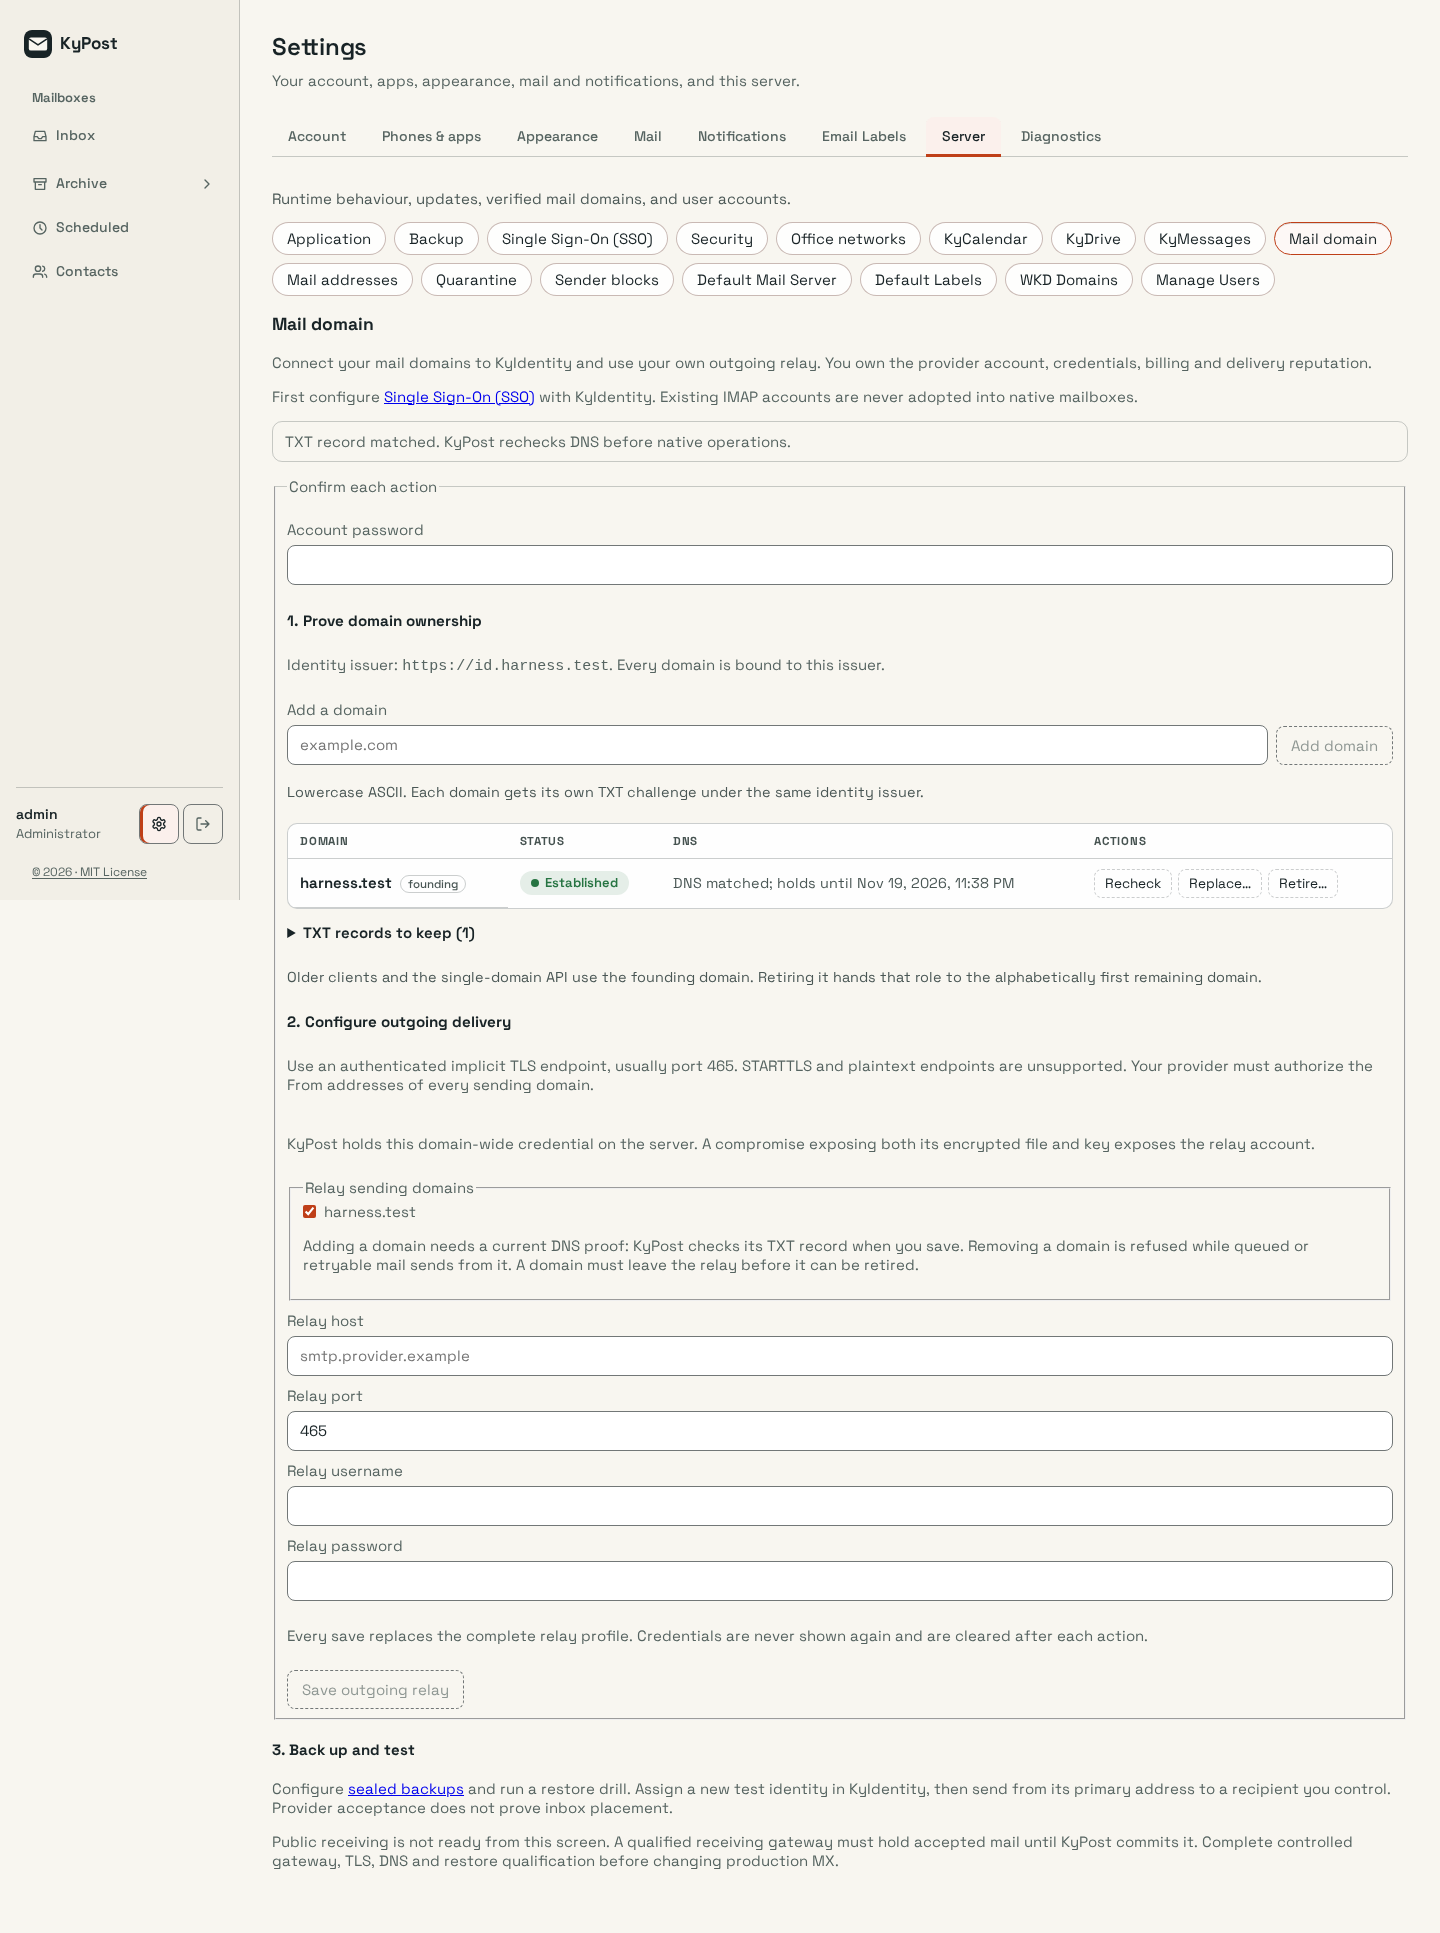 KyPost
Mailboxes
Inbox
Archive
Scheduled
Contacts
admin
Administrator
© 2026 · MIT License
Settings
Your account, apps, appearance, mail and notifications, and this server.
Account Phones & apps Appearance Mail Notifications Email Labels Server Diagnostics
Runtime behaviour, updates, verified mail domains, and user accounts.
Application Backup Single Sign-On (SSO) Security Office networks KyCalendar KyDrive KyMessages Mail domain
Mail addresses Quarantine Sender blocks Default Mail Server Default Labels WKD Domains Manage Users
Mail domain
Connect your mail domains to KyIdentity and use your own outgoing relay. You own the provider account, credentials, billing and delivery reputation.
First configure Single Sign-On (SSO) with KyIdentity. Existing IMAP accounts are never adopted into native mailboxes.
TXT record matched. KyPost rechecks DNS before native operations.
Confirm each action
Account password
1. Prove domain ownership
Identity issuer: https://id.harness.test. Every domain is bound to this issuer.
Add a domain
example.com Add domain
Lowercase ASCII. Each domain gets its own TXT challenge under the same identity issuer.
DOMAIN STATUS DNS ACTIONS
harness.test founding Established DNS matched; holds until Nov 19, 2026, 11:38 PM Recheck Replace… Retire…
TXT records to keep (1)
Older clients and the single-domain API use the founding domain. Retiring it hands that role to the alphabetically first remaining domain.
2. Configure outgoing delivery
Use an authenticated implicit TLS endpoint, usually port 465. STARTTLS and plaintext endpoints are unsupported. Your provider must authorize the
From addresses of every sending domain.
KyPost holds this domain-wide credential on the server. A compromise exposing both its encrypted file and key exposes the relay account.
Relay sending domains
harness.test
Adding a domain needs a current DNS proof: KyPost checks its TXT record when you save. Removing a domain is refused while queued or
retryable mail sends from it. A domain must leave the relay before it can be retired.
Relay host
smtp.provider.example
Relay port
465
Relay username
Relay password
Every save replaces the complete relay profile. Credentials are never shown again and are cleared after each action.
Save outgoing relay
3. Back up and test
Configure sealed backups and run a restore drill. Assign a new test identity in KyIdentity, then send from its primary address to a recipient you control.
Provider acceptance does not prove inbox placement.
Public receiving is not ready from this screen. A qualified receiving gateway must hold accepted mail until KyPost commits it. Complete controlled
gateway, TLS, DNS and restore qualification before changing production MX.